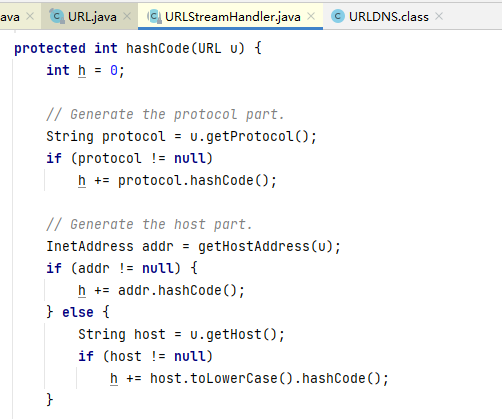 ava URL.java URLStreamHandler.java URLDNS.class
protected int hashCode(URL u) {
    int h = 0;

    // Generate the protocol part.
    String protocol = u.getProtocol();
    if (protocol != null)
        h += protocol.hashCode();

    // Generate the host part.
    InetAddress addr = getHostAddress(u);
    if (addr != null) {
        h += addr.hashCode();
    } else {
        String host = u.getHost();
        if (host != null)
            h += host.toLowerCase().hashCode();
    }